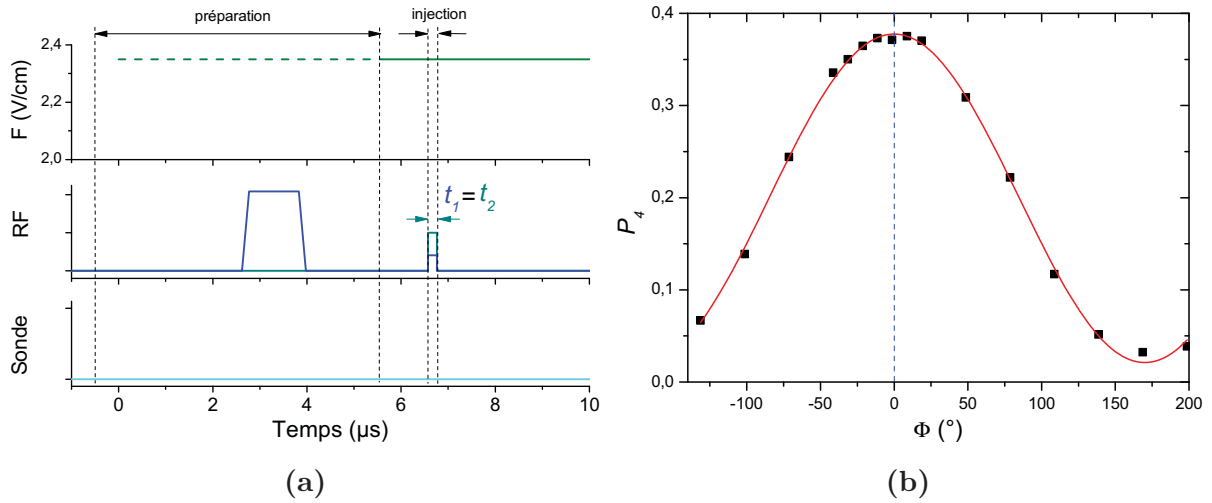 préparation
injection
2,4
2,2
2,0
F (V/cm)
RF
t1=t2
Sonde
0
2
4
6
8
10
Temps (µs)
(a)
0,4
0,3
0,2
0,1
0,0
P4
-100
-50
0
50
100
150
200
Φ (°)
(b)